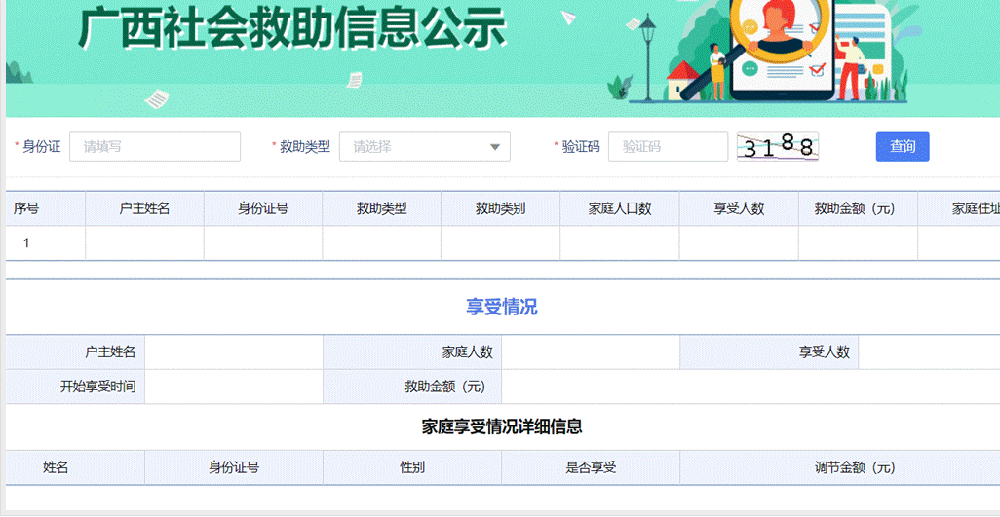 广西社会救助信息公示
* 身份证 请填写 * 救助类型 请选择 * 验证码 验证码 3188 查询
序号 户主姓名 身份证号 救助类型 救助类别 家庭人口数 享受人数 救助金额（元） 家庭住址
1
享受情况
户主姓名 家庭人数 享受人数
开始享受时间 救助金额（元）
家庭享受情况详细信息
姓名 身份证号 性别 是否享受 调节金额（元）